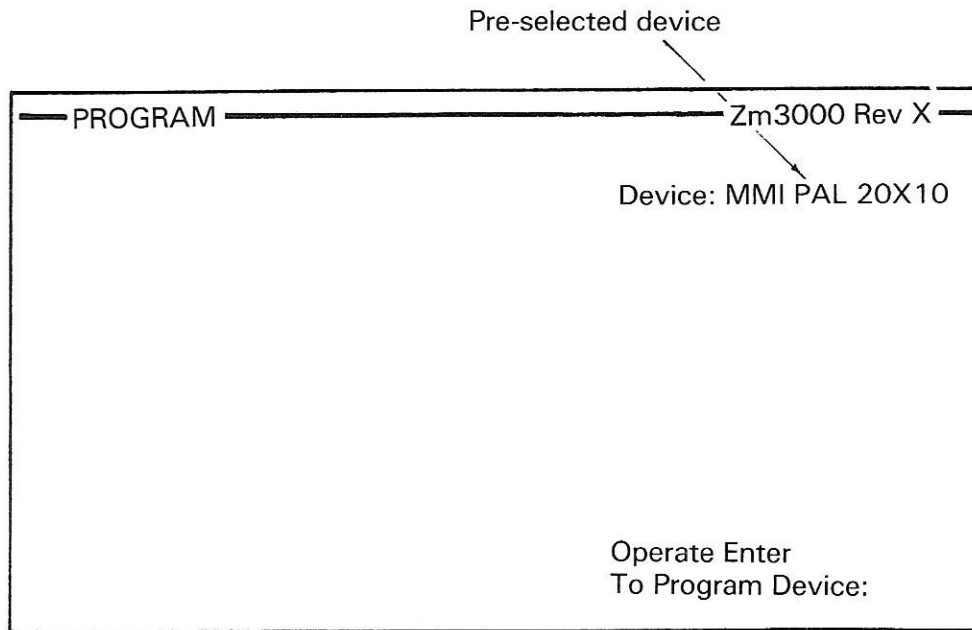 Pre-selected device
PROGRAM Zm3000 Rev X
Device: MMI PAL 20X10
Operate Enter
To Program Device: